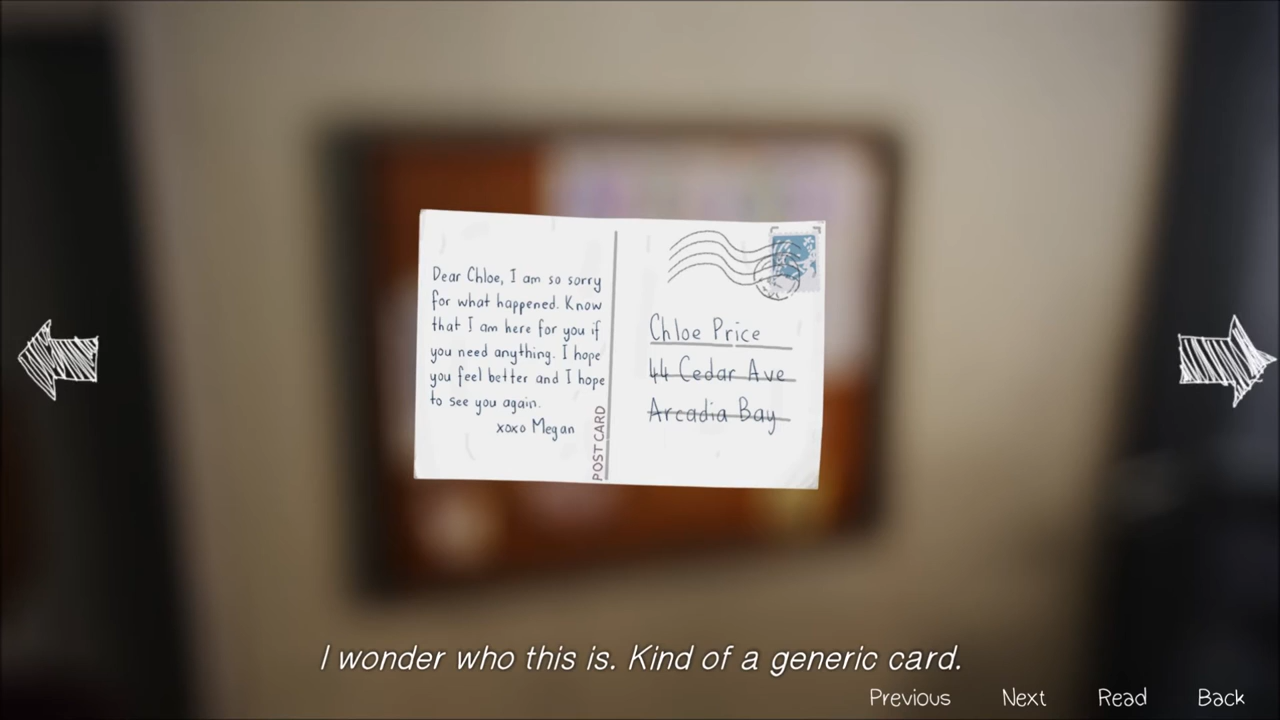 Dear Chloe, I am so sorry
for what happened. Know
that I am here for you if
you need anything. I hope
you feel better and I hope
to see you again.
xoxo Megan
POST CARD
Chloe Price
44 Cedar Ave
Arcadia Bay
I wonder who this is. Kind of a generic card.
Previous Next Read Back